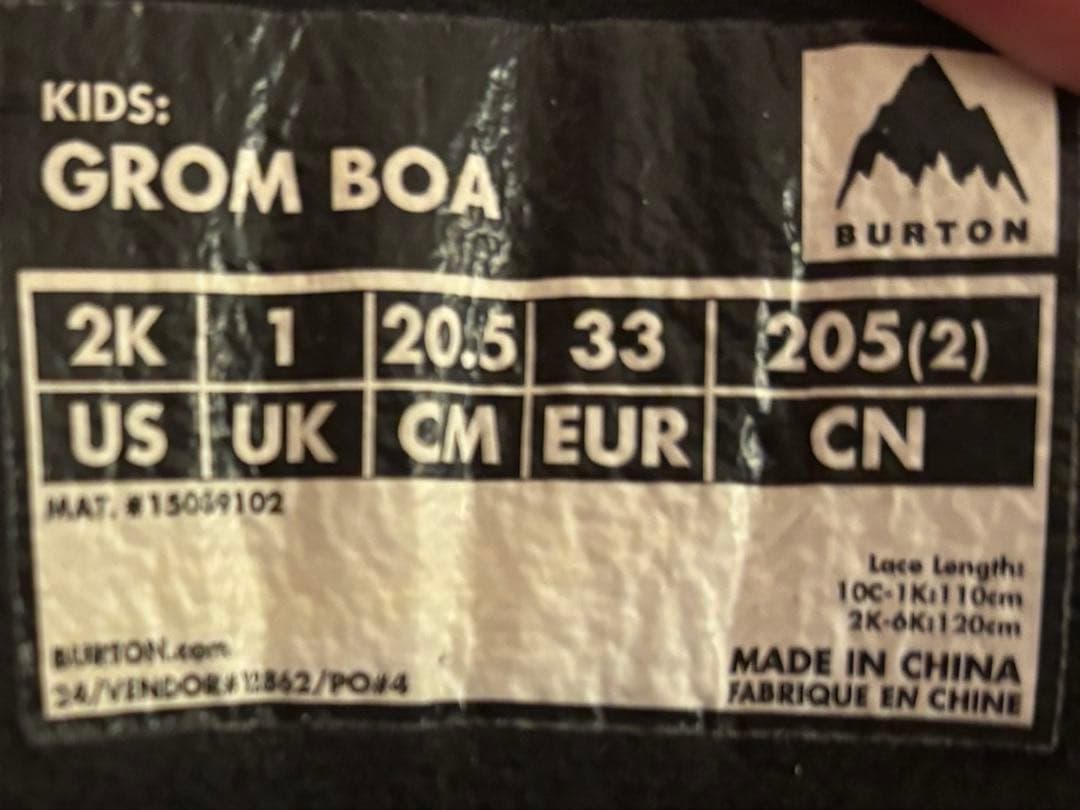 KIDS:
GROM BOA
BURTON
2K 1 20.5 33 205(2)
US UK CM EUR CN
MAT. #15089102
Lace Length:
10C-1K:110cm
2K-6K:120cm
BURTON.com
MADE IN CHINA
FABRIQUE EN CHINE